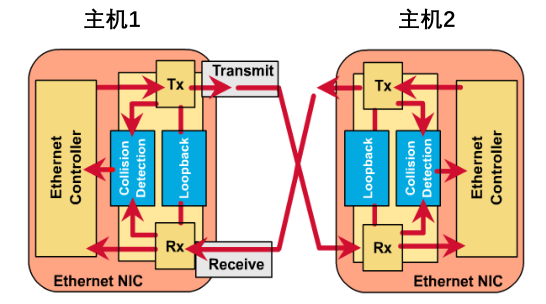 主机1
主机2
Tx
Transmit
Tx
Ethernet
Controller
Collision
Detection
Loopback
Loopback
Collision
Detection
Ethernet
Controller
Rx
Receive
Rx
Ethernet NIC
Ethernet NIC